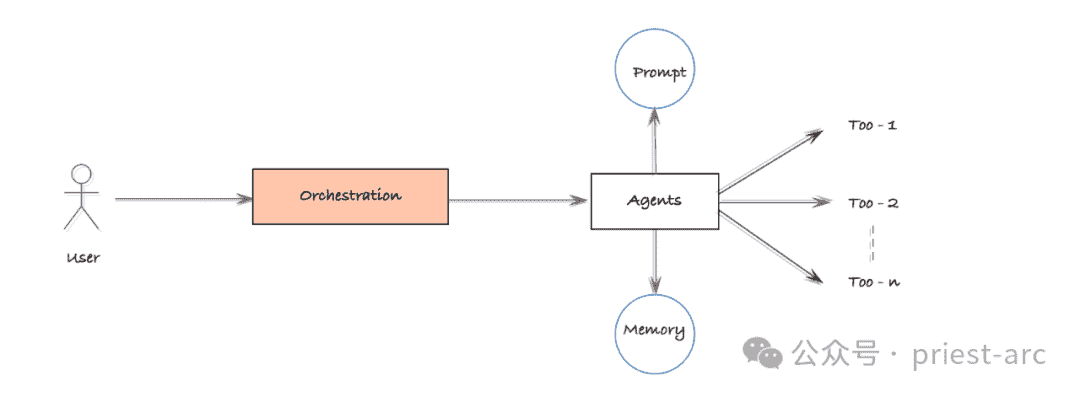 Prompt
Too - 1
Orchestration
Agents
Too - 2
User
Too - n
Memory
公众号 · priest-arc